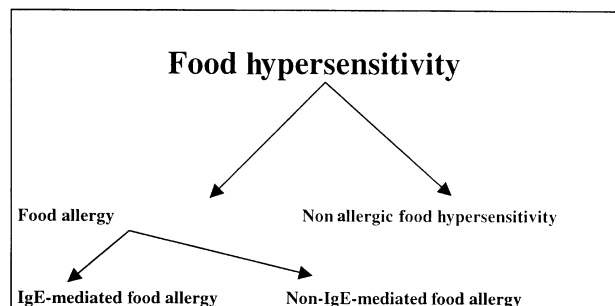 Food hypersensitivity
Food allergy
Non allergic food hypersensitivity
IgE-mediated food allergy
Non-IgE-mediated food allergy